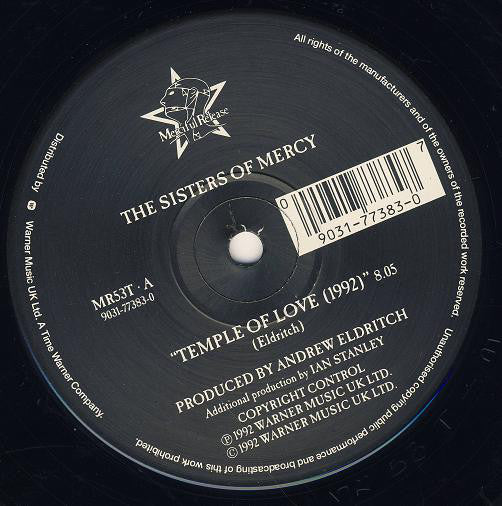 All rights of the manufacturers and of the owners of the recorded work reserved. Unauthorised copying public performance and broadcasting of this work prohibited.
Distributed by Warner Music UK Ltd. A Time Warner Company.
Merciful Release
THE SISTERS OF MERCY
0 9031-77383-0 7
MR53T · A
9031-77383-0
"TEMPLE OF LOVE (1992)" 8.05
(Eldritch)
PRODUCED BY ANDREW ELDRITCH
Additional production by IAN STANLEY
COPYRIGHT CONTROL
℗ 1992 WARNER MUSIC UK LTD.
© 1992 WARNER MUSIC UK LTD.